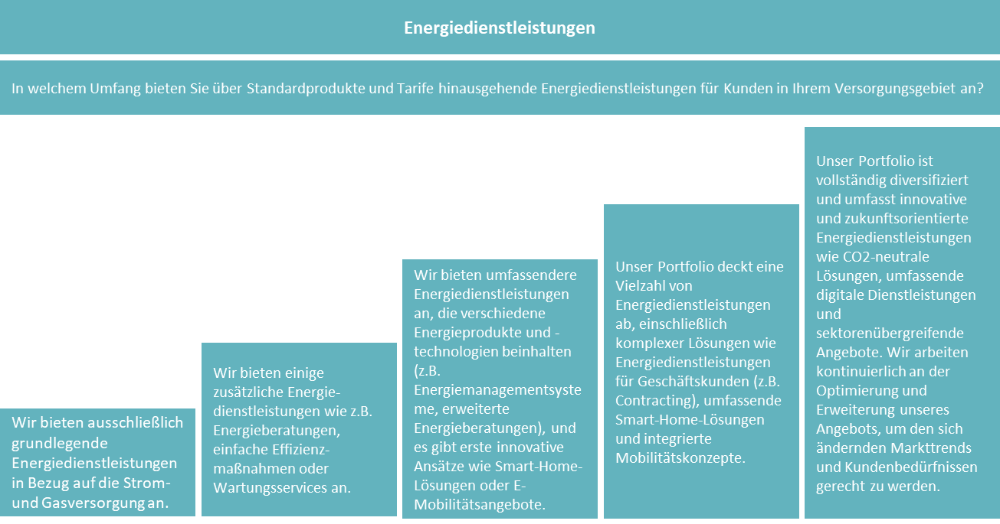 Energiedienstleistungen
In welchem Umfang bieten Sie über Standardprodukte und Tarife hinausgehende Energiedienstleistungen für Kunden in Ihrem Versorgungsgebiet an?
Wir bieten ausschließlich
grundlegende
Energiedienstleistungen
in Bezug auf die Strom-
und Gasversorgung an.
Wir bieten einige
zusätzliche Energie-
dienstleistungen wie z.B.
Energieberatungen,
einfache Effizienz-
maßnahmen oder
Wartungsservices an.
Wir bieten umfassendere
Energiedienstleistungen
an, die verschiedene
Energieprodukte und -
technologien beinhalten
(z.B.
Energiemanagementsyste
me, erweiterte
Energieberatungen), und
es gibt erste innovative
Ansätze wie Smart-Home-
Lösungen oder E-
Mobilitätsangebote.
Unser Portfolio deckt eine
Vielzahl von
Energiedienstleistungen
ab, einschließlich
komplexer Lösungen wie
Energiedienstleistungen
für Geschäftskunden (z.B.
Contracting), umfassende
Smart-Home-Lösungen
und integrierte
Mobilitätskonzepte.
Unser Portfolio ist
vollständig diversifiziert
und umfasst innovative
und zukunftsorientierte
Energiedienstleistungen
wie CO2-neutrale
Lösungen, umfassende
digitale Dienstleistungen
und
sektorenübergreifende
Angebote. Wir arbeiten
kontinuierlich an der
Optimierung und
Erweiterung unseres
Angebots, um den sich
ändernden Markttrends
und Kundenbedürfnissen
gerecht zu werden.